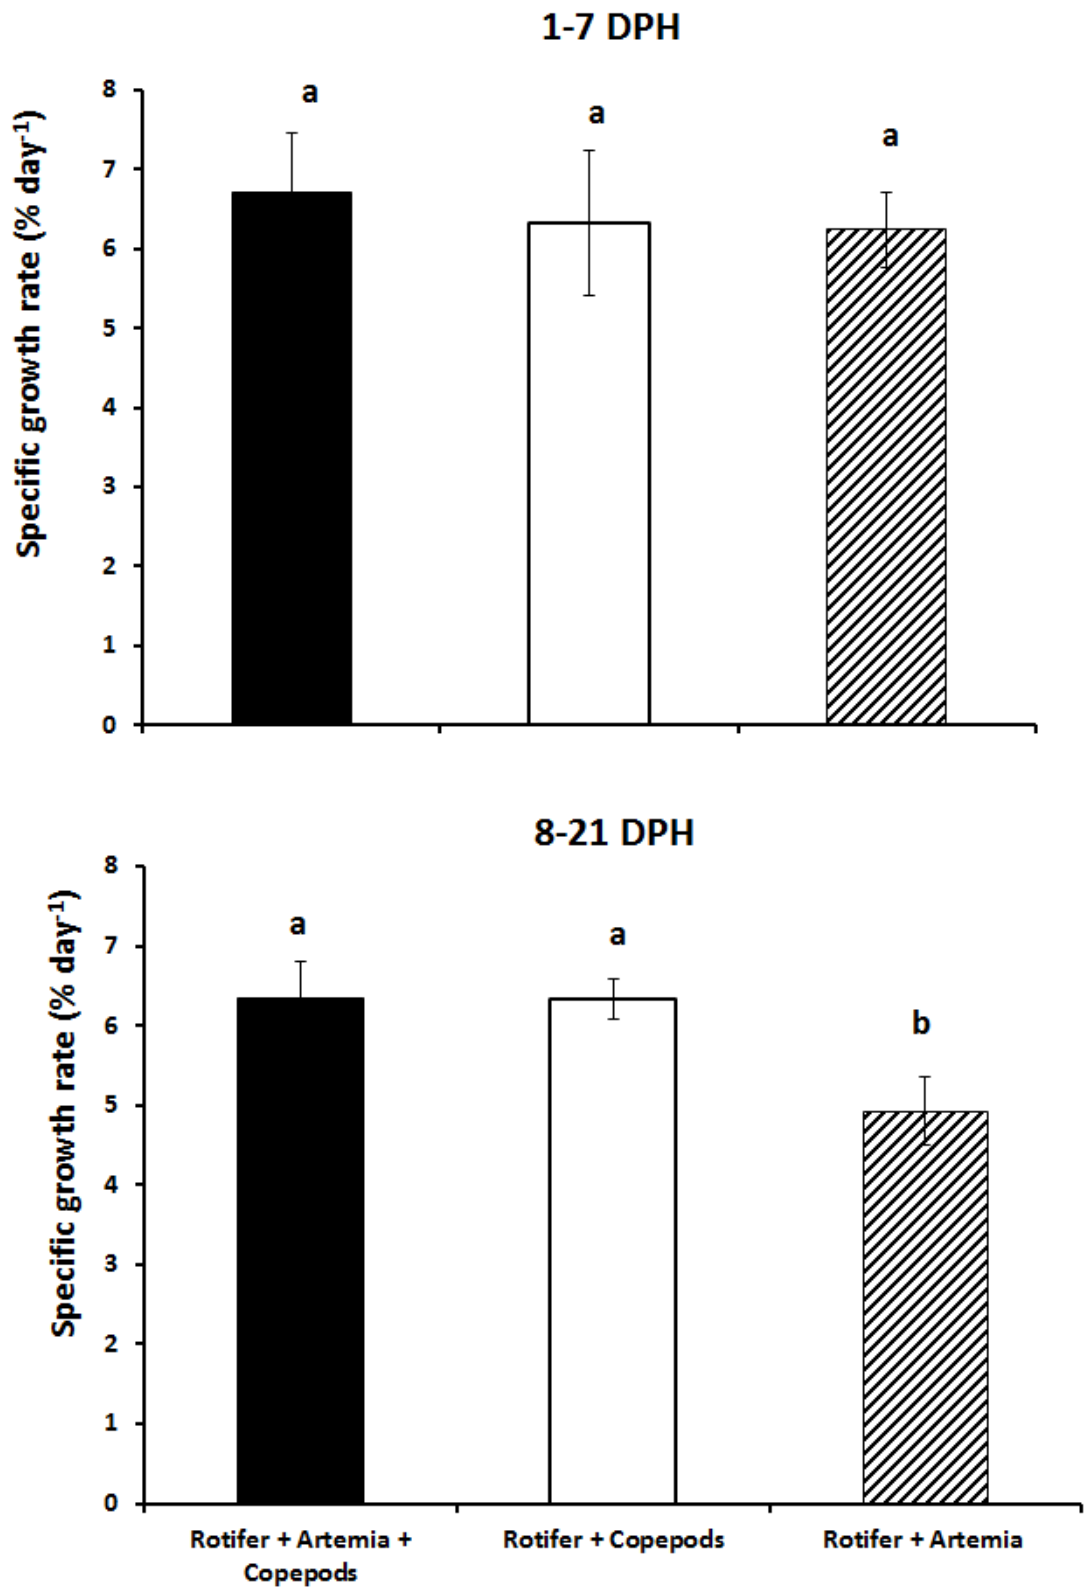 1-7 DPH
Specific growth rate (% day-1)
a
a
a
8
7
6
5
4
3
2
1
0
8-21 DPH
Specific growth rate (% day-1)
a
a
b
8
7
6
5
4
3
2
1
0
Rotifer + Artemia +
Copepods
Rotifer + Copepods
Rotifer + Artemia